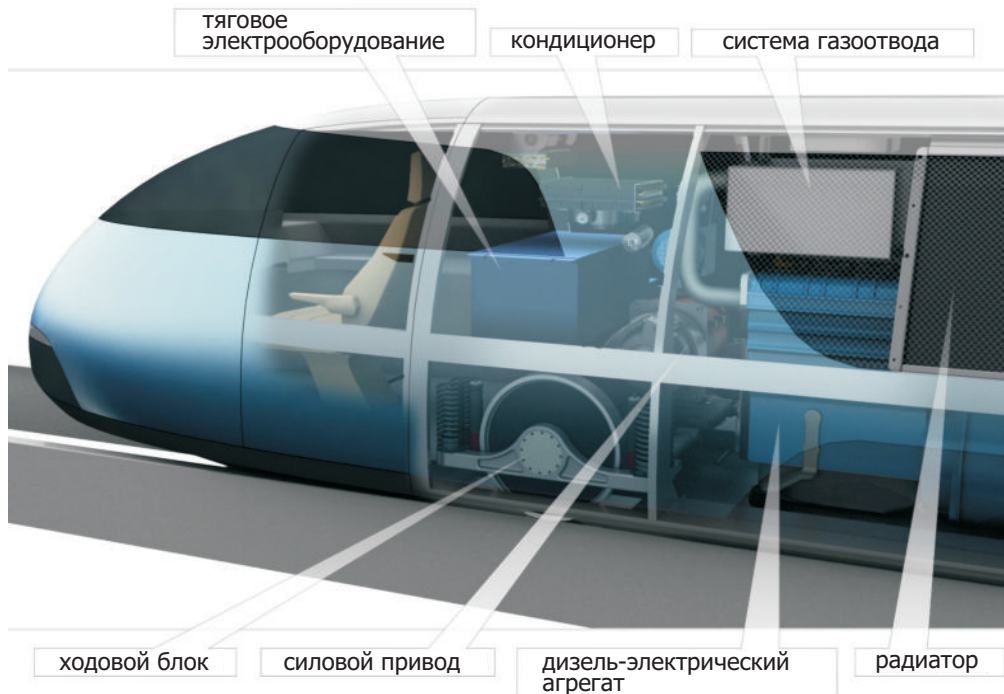 тяговое
электрооборудование
кондиционер
система газоотвода
ходовой блок
силовой привод
дизель-электрический
агрегат
радиатор